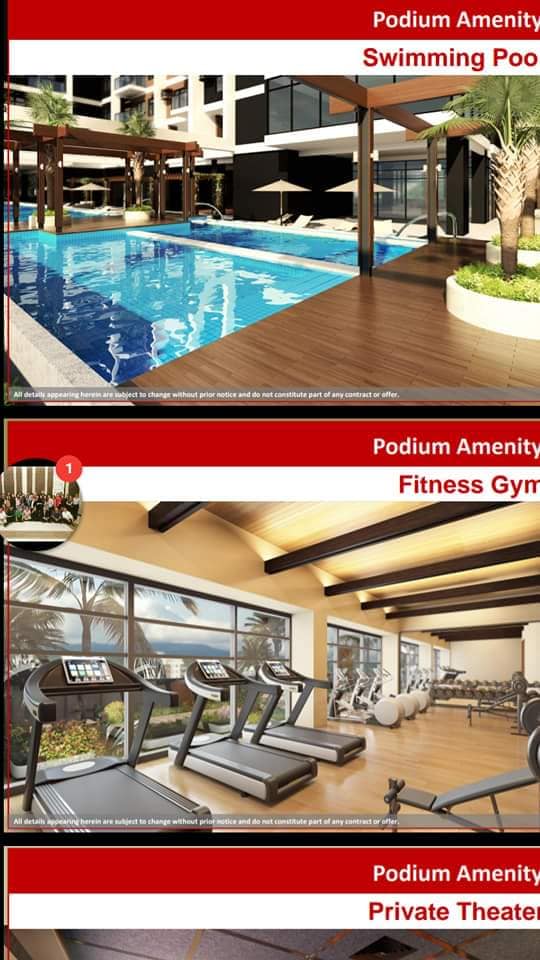 Podium Amenity
Swimming Poo
All details appearing herein are subject to change without prior notice and do not constitute part of any contract or offer.
Podium Amenity
1
Fitness Gym
All details appearing herein are subject to change without prior notice and do not constitute part of any contract or offer.
Podium Amenity
Private Theater